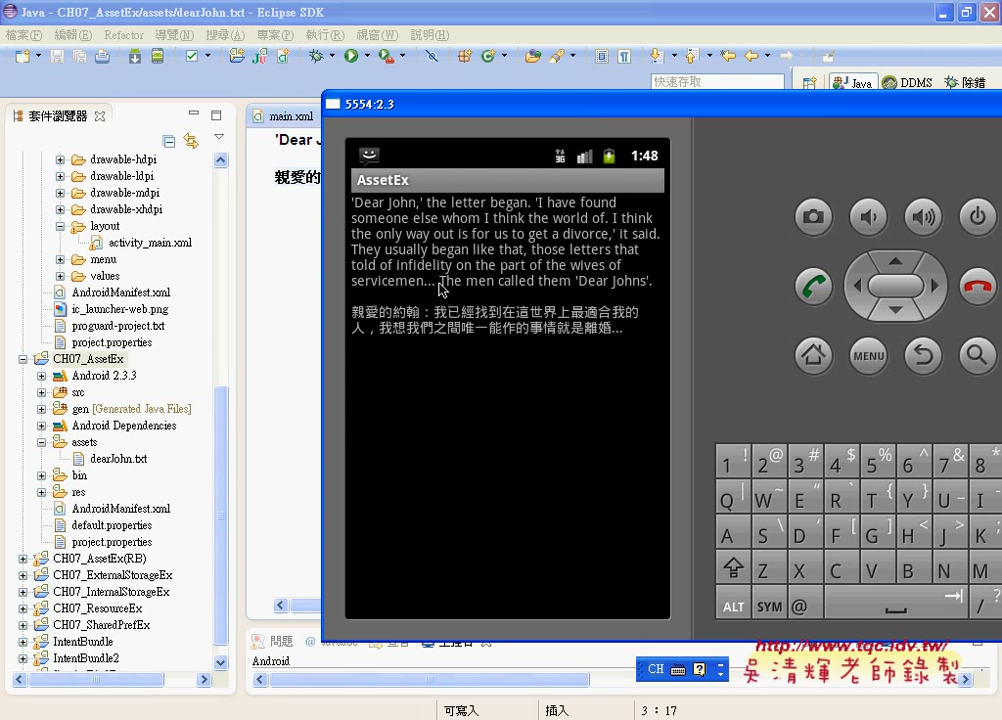 Java - CH07_AssetEx/assets/dearJohn.txt - Eclipse SDK
檔案(F) 編輯(E) Refactor 導覽(N) 搜尋(A) 專案(P) 執行(R) 視窗(W) 說明(H)
快速存取
Java DDMS 除錯
套件瀏覽器
main.xml
drawable-hdpi
drawable-ldpi
drawable-mdpi
drawable-xhdpi
layout
activity_main.xml
menu
values
AndroidManifest.xml
ic_launcher-web.png
proguard-project.txt
project.properties
CH07_AssetEx
Android 2.3.3
src
gen [Generated Java Files]
Android Dependencies
assets
dearJohn.txt
bin
res
AndroidManifest.xml
default.properties
project.properties
CH07_AssetEx(RB)
CH07_ExternalStorageEx
CH07_InternalStorageEx
CH07_ResourceEx
CH07_SharedPrefEx
IntentBundle
IntentBundle2
'Dear J
親愛的
5554:2.3
3G 1:48
AssetEx
'Dear John,' the letter began. 'I have found
someone else whom I think the world of. I think
the only way out is for us to get a divorce,' it said.
They usually began like that, those letters that
told of infidelity on the part of the wives of
servicemen... The men called them 'Dear Johns'.
親愛的約翰：我已經找到在這世界上最適合我的
人，我想我們之間唯一能作的事情就是離婚...
MENU
1 ! 2 @ 3 # 4 $ 5 % 6 ^ 7 & 8 *
Q | W ~ E “ R ` T { Y } U _ I -
A S \ D ‘ F [ G ] H < J > K ;
Z X C V B N M
ALT SYM @ / ?
問題
Android
CH
http://www.tqc.idv.tw/
吳清輝老師錄製
可寫入 插入 3 : 17